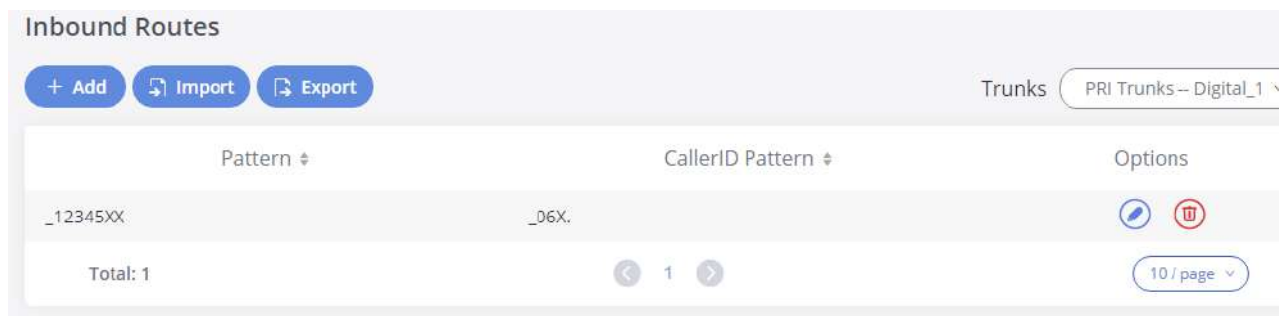 Inbound Routes
+ Add Import Export Trunks PRI Trunks -- Digital_1
Pattern CallerID Pattern Options
_12345XX _06X.
Total: 1 1 10 / page